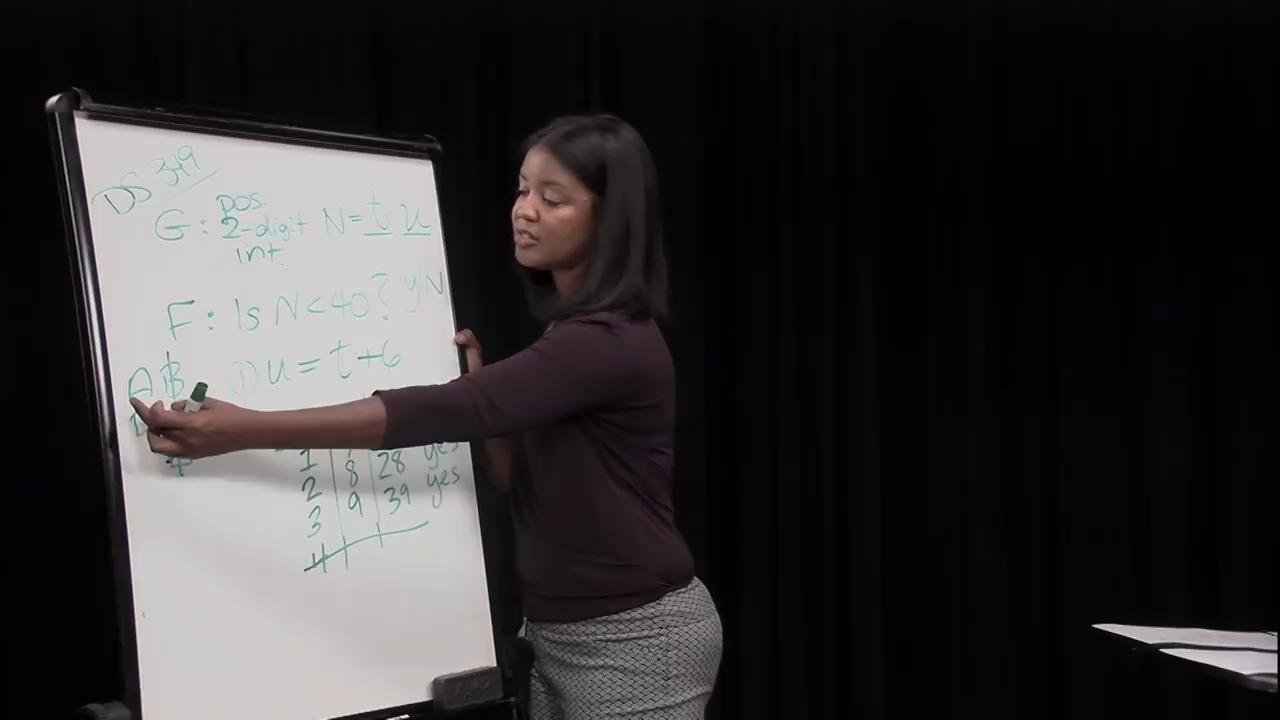 DS 349
G: pos. 2-digit int. N = t u
F: Is N < 40? Y N
A B (1) u = t + 6
1 8 28 yes
2 9 39 yes
3
4